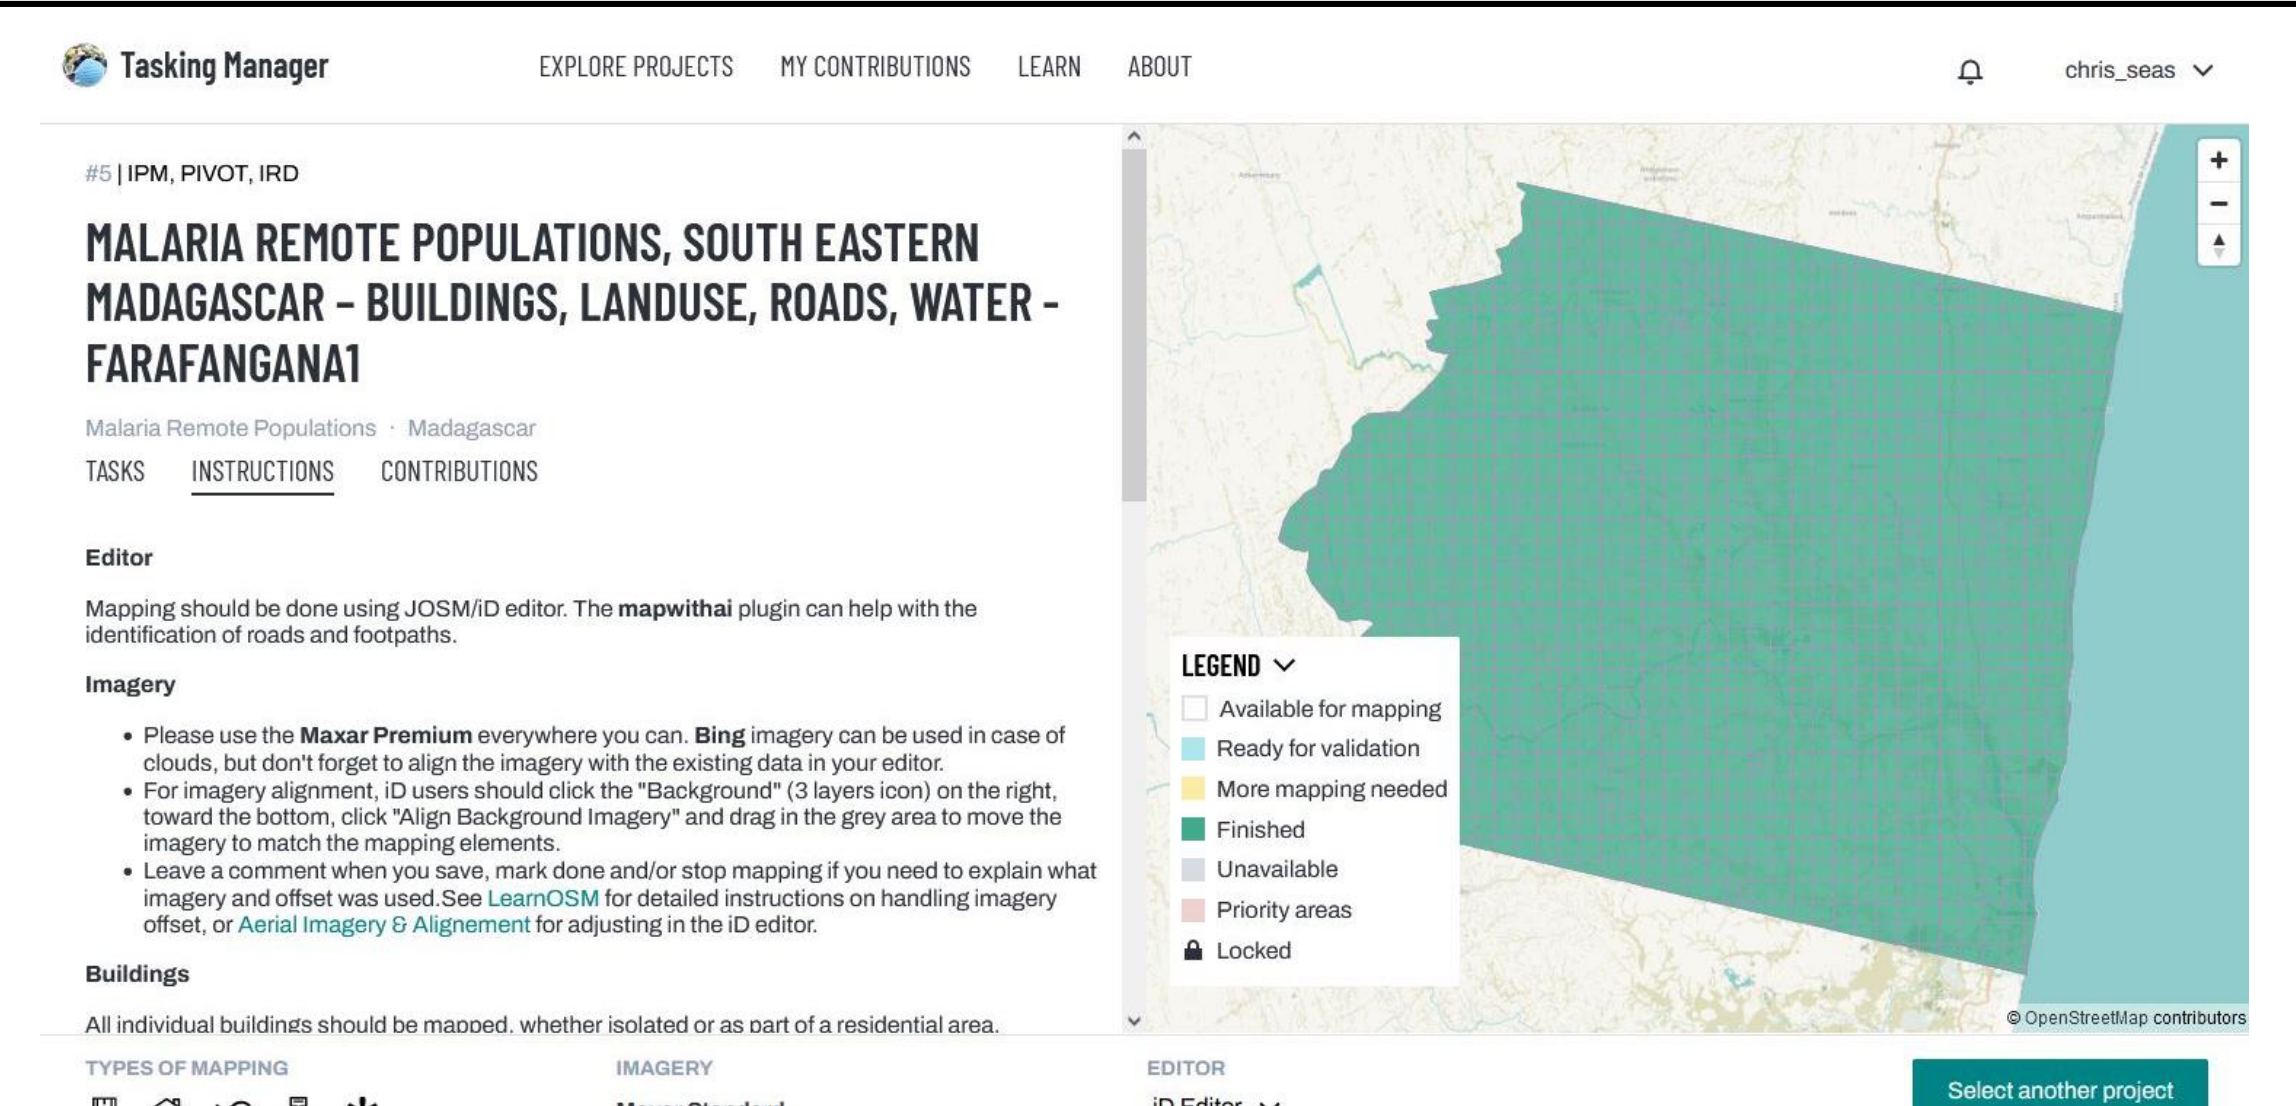 Tasking Manager
EXPLORE PROJECTS
MY CONTRIBUTIONS
LEARN
ABOUT
chris_seas
#5 | IPM, PIVOT, IRD
MALARIA REMOTE POPULATIONS, SOUTH EASTERN
MADAGASCAR – BUILDINGS, LANDUSE, ROADS, WATER -
FARAFANGANA1
Malaria Remote Populations · Madagascar
TASKS
INSTRUCTIONS
CONTRIBUTIONS
Editor
Mapping should be done using JOSM/iD editor. The mapwithai plugin can help with the
identification of roads and footpaths.
Imagery
• Please use the Maxar Premium everywhere you can. Bing imagery can be used in case of
clouds, but don't forget to align the imagery with the existing data in your editor.
• For imagery alignment, iD users should click the "Background" (3 layers icon) on the right,
toward the bottom, click "Align Background Imagery" and drag in the grey area to move the
imagery to match the mapping elements.
• Leave a comment when you save, mark done and/or stop mapping if you need to explain what
imagery and offset was used.See LearnOSM for detailed instructions on handling imagery
offset, or Aerial Imagery & Alignement for adjusting in the iD editor.
Buildings
All individual buildings should be mapped, whether isolated or as part of a residential area.
LEGEND
Available for mapping
Ready for validation
More mapping needed
Finished
Unavailable
Priority areas
Locked
© OpenStreetMap contributors
TYPES OF MAPPING
IMAGERY
Maxar Standard
EDITOR
iD Editor
Select another project